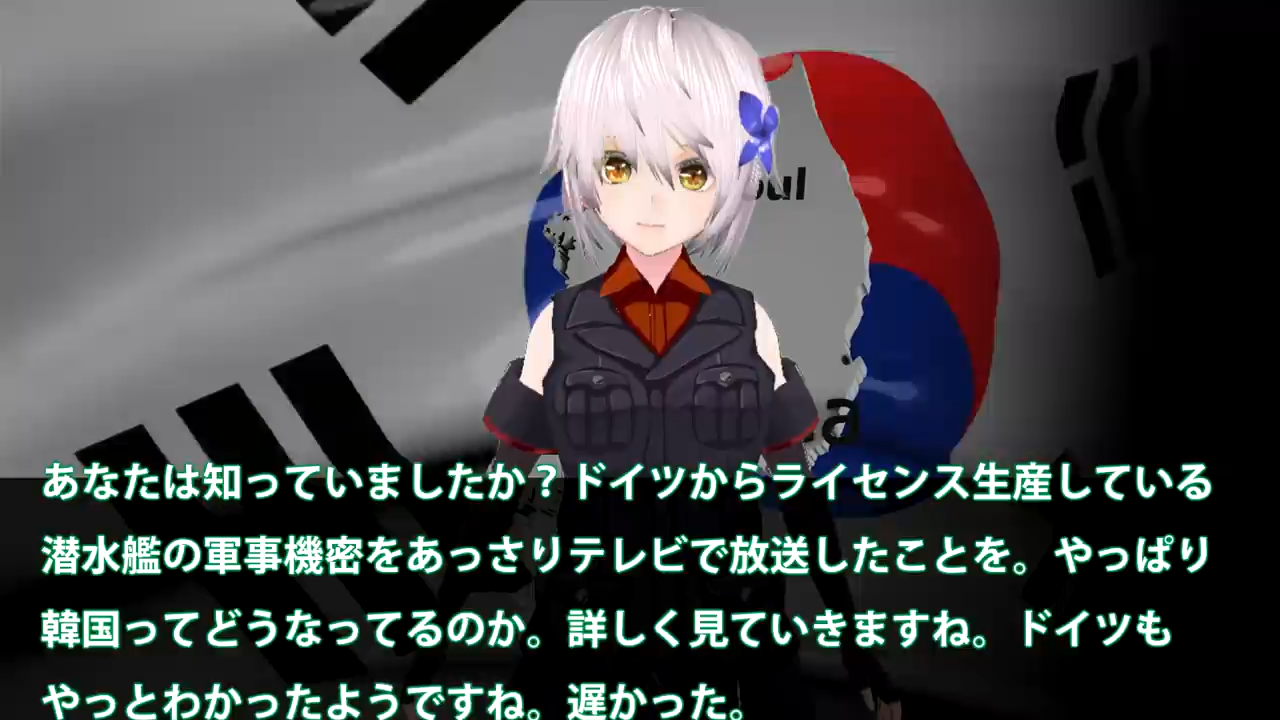 oul
a
あなたは知っていましたか？ドイツからライセンス生産している
潜水艦の軍事機密をあっさりテレビで放送したことを。やっぱり
韓国ってどうなってるのか。詳しく見ていきますね。ドイツも
やっとわかったようですね。遅かった。